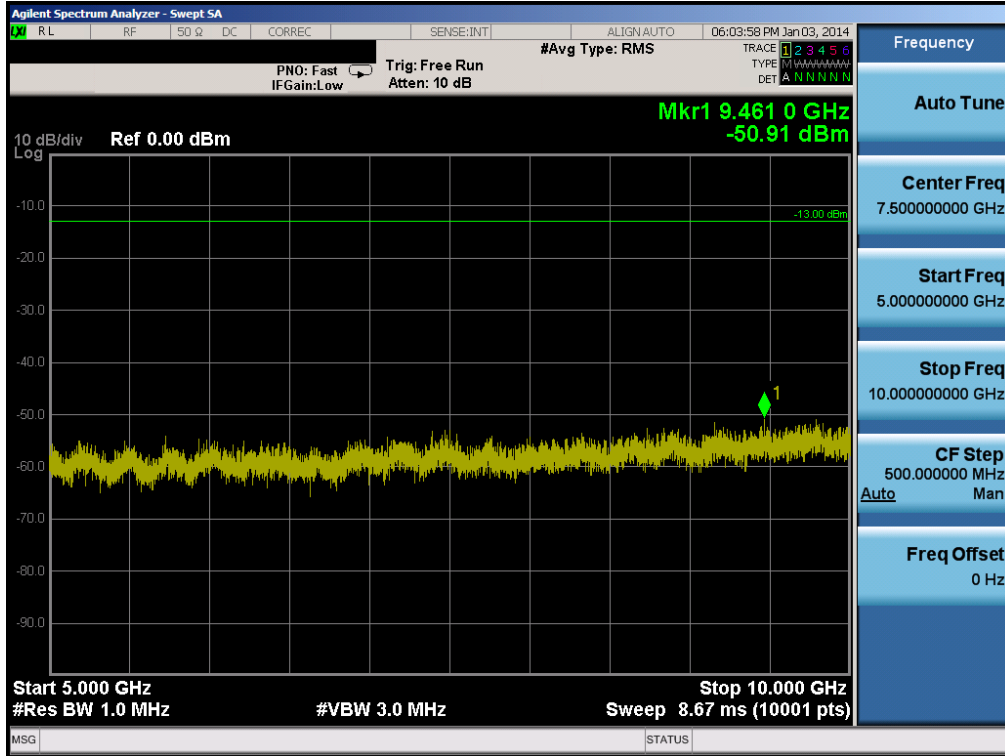 Agilent Spectrum Analyzer - Swept SA
LXI RL RF 50 Ω DC CORREC SENSE:INT ALIGN AUTO 06:03:58 PM Jan 03, 2014
#Avg Type: RMS TRACE 1 2 3 4 5 6
PNO: Fast Trig: Free Run TYPE MWWWWW
IFGain:Low Atten: 10 dB DET A N N N N N
Mkr1 9.461 0 GHz
10 dB/div Ref 0.00 dBm -50.91 dBm
Log
-10.0
-13.00 dBm
-20.0
-30.0
-40.0
1
-50.0
-60.0
-70.0
-80.0
-90.0
Start 5.000 GHz Stop 10.000 GHz
#Res BW 1.0 MHz #VBW 3.0 MHz Sweep 8.67 ms (10001 pts)
MSG STATUS
Frequency
Auto Tune
Center Freq
7.500000000 GHz
Start Freq
5.000000000 GHz
Stop Freq
10.000000000 GHz
CF Step
500.000000 MHz
Auto Man
Freq Offset
0 Hz